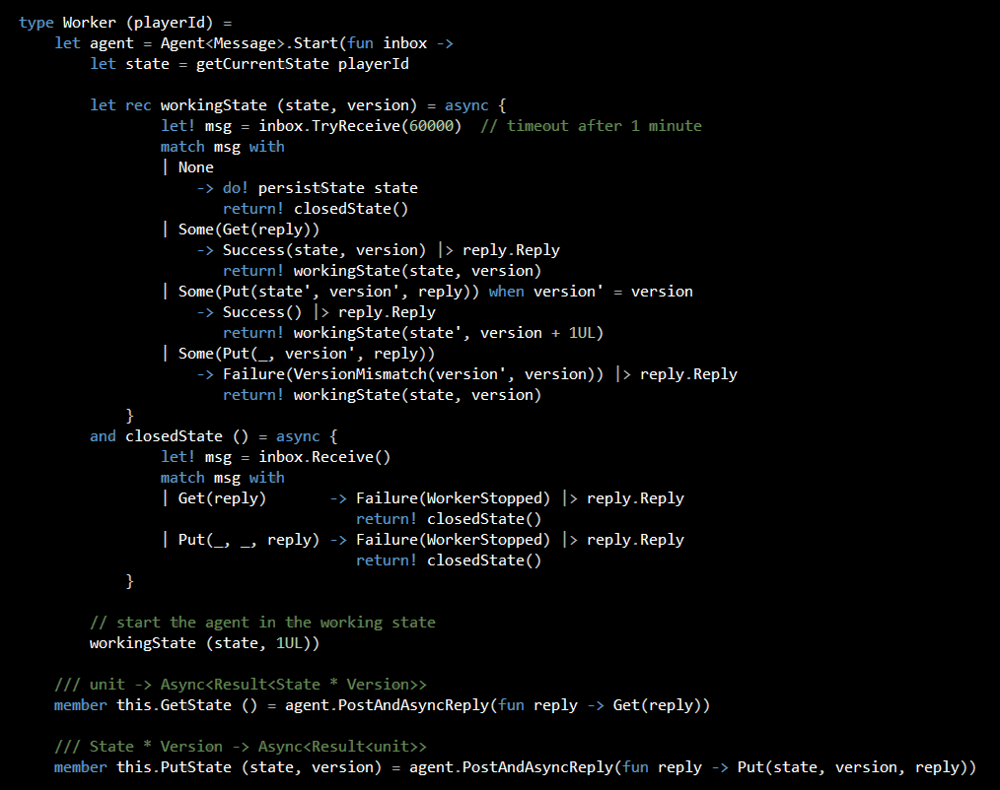 type Worker (playerId) =
    let agent = Agent<Message>.Start(fun inbox ->
        let state = getCurrentState playerId

        let rec workingState (state, version) = async {
                let! msg = inbox.TryReceive(60000)  // timeout after 1 minute
                match msg with
                | None
                    -> do! persistState state
                       return! closedState()
                | Some(Get(reply))
                    -> Success(state, version) |> reply.Reply
                       return! workingState(state, version)
                | Some(Put(state', version', reply)) when version' = version
                    -> Success() |> reply.Reply
                       return! workingState(state', version + 1UL)
                | Some(Put(_, version', reply))
                    -> Failure(VersionMismatch(version', version)) |> reply.Reply
                       return! workingState(state, version)
            }
        and closedState () = async {
                let! msg = inbox.Receive()
                match msg with
                | Get(reply)       -> Failure(WorkerStopped) |> reply.Reply
                                      return! closedState()
                | Put(_, _, reply) -> Failure(WorkerStopped) |> reply.Reply
                                      return! closedState()
            }

        // start the agent in the working state
        workingState (state, 1UL))

    /// unit -> Async<Result<State * Version>>
    member this.GetState () = agent.PostAndAsyncReply(fun reply -> Get(reply))

    /// State * Version -> Async<Result<unit>>
    member this.PutState (state, version) = agent.PostAndAsyncReply(fun reply -> Put(state, version, reply))